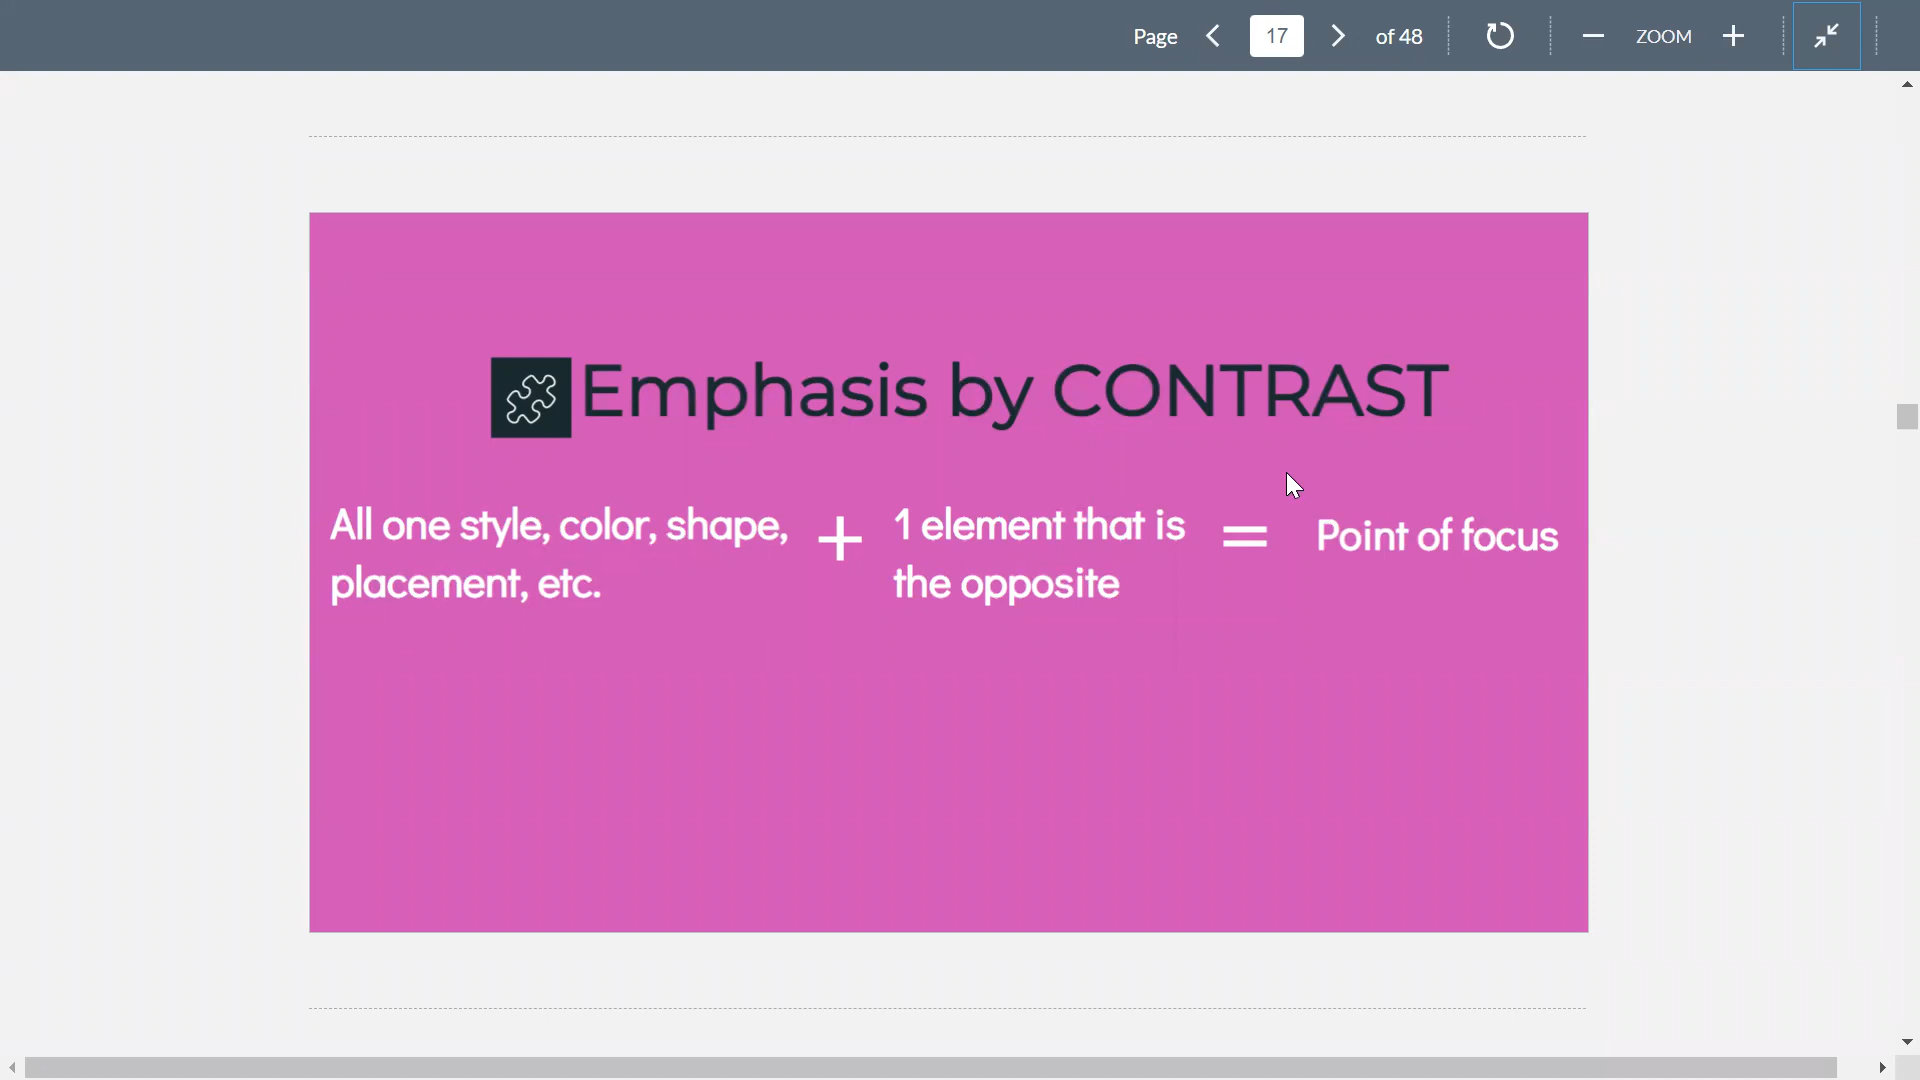 Page 17 of 48 ZOOM
Emphasis by CONTRAST
All one style, color, shape, + 1 element that is = Point of focus
placement, etc. the opposite